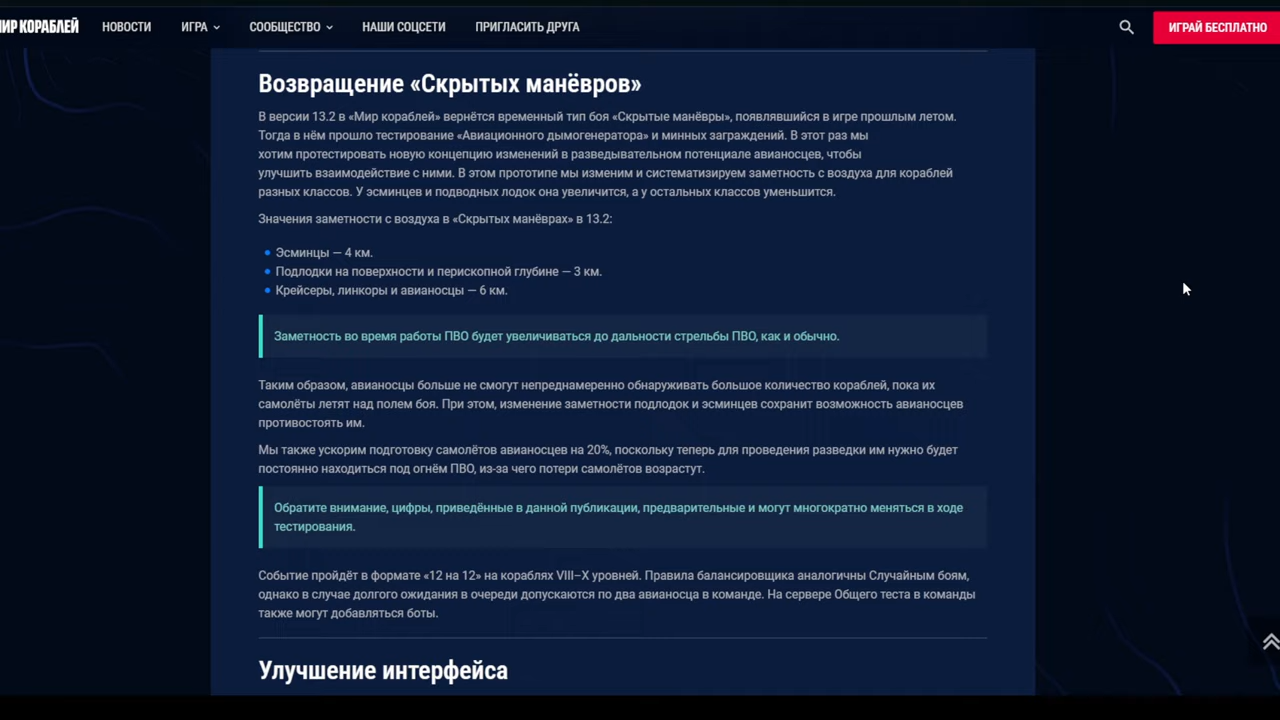 МИР КОРАБЛЕЙ НОВОСТИ ИГРА СООБЩЕСТВО НАШИ СОЦСЕТИ ПРИГЛАСИТЬ ДРУГА ИГРАЙ БЕСПЛАТНО
Возвращение «Скрытых манёвров»
В версии 13.2 в «Мир кораблей» вернётся временный тип боя «Скрытые манёвры», появлявшийся в игре прошлым летом.
Тогда в нём прошло тестирование «Авиационного дымогенератора» и минных заграждений. В этот раз мы
хотим протестировать новую концепцию изменений в разведывательном потенциале авианосцев, чтобы
улучшить взаимодействие с ними. В этом прототипе мы изменим и систематизируем заметность с воздуха для кораблей
разных классов. У эсминцев и подводных лодок она увеличится, а у остальных классов уменьшится.
Значения заметности с воздуха в «Скрытых манёврах» в 13.2:
Эсминцы — 4 км.
Подлодки на поверхности и перископной глубине — 3 км.
Крейсеры, линкоры и авианосцы — 6 км.
Заметность во время работы ПВО будет увеличиваться до дальности стрельбы ПВО, как и обычно.
Таким образом, авианосцы больше не смогут непреднамеренно обнаруживать большое количество кораблей, пока их
самолёты летят над полем боя. При этом, изменение заметности подлодок и эсминцев сохранит возможность авианосцев
противостоять им.
Мы также ускорим подготовку самолётов авианосцев на 20%, поскольку теперь для проведения разведки им нужно будет
постоянно находиться под огнём ПВО, из-за чего потери самолётов возрастут.
Обратите внимание, цифры, приведённые в данной публикации, предварительные и могут многократно меняться в ходе
тестирования.
Событие пройдёт в формате «12 на 12» на кораблях VIII–X уровней. Правила балансировщика аналогичны Случайным боям,
однако в случае долгого ожидания в очереди допускаются по два авианосца в команде. На сервере Общего теста в команды
также могут добавляться боты.
Улучшение интерфейса